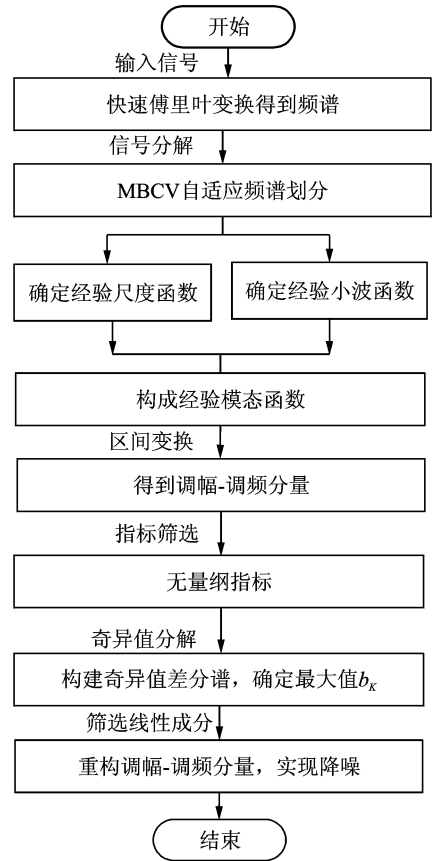 开始
输入信号
快速傅里叶变换得到频谱
信号分解
MBCV自适应频谱划分
确定经验尺度函数
确定经验小波函数
构成经验模态函数
区间变换
得到调幅-调频分量
指标筛选
无量纲指标
奇异值分解
构建奇异值差分谱，确定最大值b_K
筛选线性成分
重构调幅-调频分量，实现降噪
结束